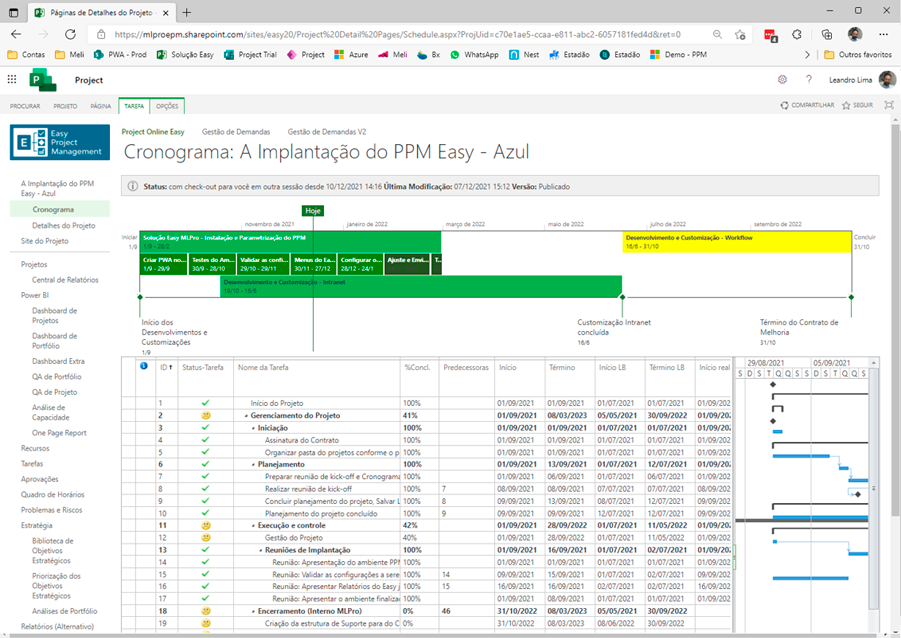 Páginas de Detalhes do Projeto
https://mlproepm.sharepoint.com/sites/easy20/Project%20Detail%20Pages/Schedule.aspx?ProjUid=c70e1ae5-ccaa-e811-abc2-6057181fed4d&ret=0
Contas Meli PWA - Prod Solução Easy Project Trial Project Azure Meli 8x WhatsApp Nest Estadão Estadão Demo - PPM Outros favoritos
Project Leandro Lima
PROCURAR PROJETO PÁGINA TAREFA OPÇÕES COMPARTILHAR SEGUIR
Easy
Project
Management
Project Online Easy Gestão de Demandas Gestão de Demandas V2
Cronograma: A Implantação do PPM Easy - Azul
Status: com check-out para você em outra sessão desde 10/12/2021 14:16 Última Modificação: 07/12/2021 15:12 Versão: Publicado
A Implantação do PPM
Easy - Azul
Cronograma
Detalhes do Projeto
Site do Projeto
Projetos
Central de Relatórios
Power BI
Dashboard de
Projetos
Dashboard de
Portfólio
Dashboard Extra
QA de Portfólio
QA de Projeto
Análise de
Capacidade
One Page Report
Recursos
Tarefas
Aprovações
Quadro de Horários
Problemas e Riscos
Estratégia
Biblioteca de
Objetivos
Estratégicos
Priorização dos
Objetivos
Estratégicos
Análises de Portfólio
Relatórios (Alternativo)
Hoje
novembro de 2021 janeiro de 2022 março de 2022 maio de 2022 julho de 2022 setembro de 2022
Iniciar
1/9
Solução Easy MLPro - Instalação e Parametrização do PPM
1/9 - 28/2
Desenvolvimento e Customização - Workflow
16/6 - 31/10
Concluir
31/10
Criar PWA no... Testes do Am... Validar as confi... Menus do Ea... Configurar o... Ajuste e Envi... T...
1/9 - 29/9 30/9 - 28/10 29/10 - 29/11 30/11 - 27/12 28/12 - 24/1
Desenvolvimento e Customização - Intranet
19/10 - 16/6
Início dos
Desenvolvimentos e
Customizações
1/9
Customização Intranet
concluída
16/6
Término do Contrato de
Melhoria
31/10
ID Status-Tarefa Nome da Tarefa %Concl. Predecessoras Início Término Início LB Término LB Início real
29/08/2021 05/09/2021
S D S T Q Q S S D S T Q Q S
1 Início do Projeto 100% 01/09/2021 01/09/2021 01/07/2021 01/07/2021 01/09/202
2 Gerenciamento do Projeto 41% 01/09/2021 08/03/2023 05/05/2021 30/09/2022 01/09/202
3 Iniciação 100% 01/09/2021 01/09/2021 01/07/2021 01/07/2021 01/09/202
4 Assinatura do Contrato 100% 01/09/2021 01/09/2021 01/07/2021 01/07/2021 01/09/202
5 Organizar pasta do projetos conforme o p 100% 01/09/2021 01/09/2021 01/07/2021 01/07/2021 01/09/202
6 Planejamento 100% 01/09/2021 13/09/2021 01/07/2021 12/07/2021 01/09/202
7 Preparar reunião de kick-off e Cronograma 100% 01/09/2021 06/09/2021 01/07/2021 06/07/2021 01/09/202
8 Realizar reunião de kick-off 100% 7 08/09/2021 08/09/2021 07/07/2021 07/07/2021 08/09/202
9 Concluir planejamento do projeto, Salvar L 100% 8 09/09/2021 13/09/2021 08/07/2021 12/07/2021 09/09/202
10 Planejamento do projeto concluído 100% 9 09/09/2021 09/09/2021 12/07/2021 12/07/2021 09/09/202
11 Execução e controle 42% 01/09/2021 28/09/2022 01/07/2021 11/05/2022 01/09/202
12 Gestão do Projeto 40% 01/09/2021 28/09/2022 01/07/2021 11/05/2022 01/09/202
13 Reuniões de Implantação 100% 01/09/2021 16/09/2021 01/07/2021 02/07/2021 01/09/202
14 Reunião: Apresentação do ambiente PPM 100% 01/09/2021 01/09/2021 01/07/2021 01/07/2021 01/09/202
15 Reunião: Validar as configurações a sere 100% 14 09/09/2021 15/09/2021 01/07/2021 02/07/2021 09/09/202
16 Reunião: Apresentar Relatórios do Easy j 100% 15 16/09/2021 16/09/2021 02/07/2021 02/07/2021 16/09/202
17 Reunião: Apresentar o ambiente finaliza 100% 01/09/2021 08/09/2021 01/07/2021 01/07/2021 01/09/202
18 Encerramento (Interno MLPro) 0% 46 31/10/2022 08/03/2023 05/05/2021 30/09/2022
19 Criação da estrutura de Suporte para do C 0% 31/10/2022 08/03/2023 08/06/2022 30/09/2022